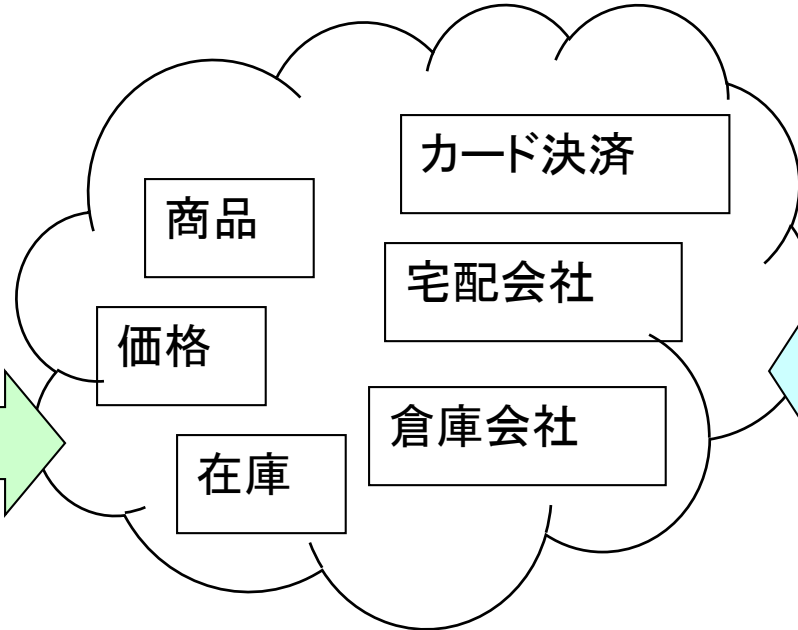 カード決済
商品
宅配会社
価格
倉庫会社
在庫